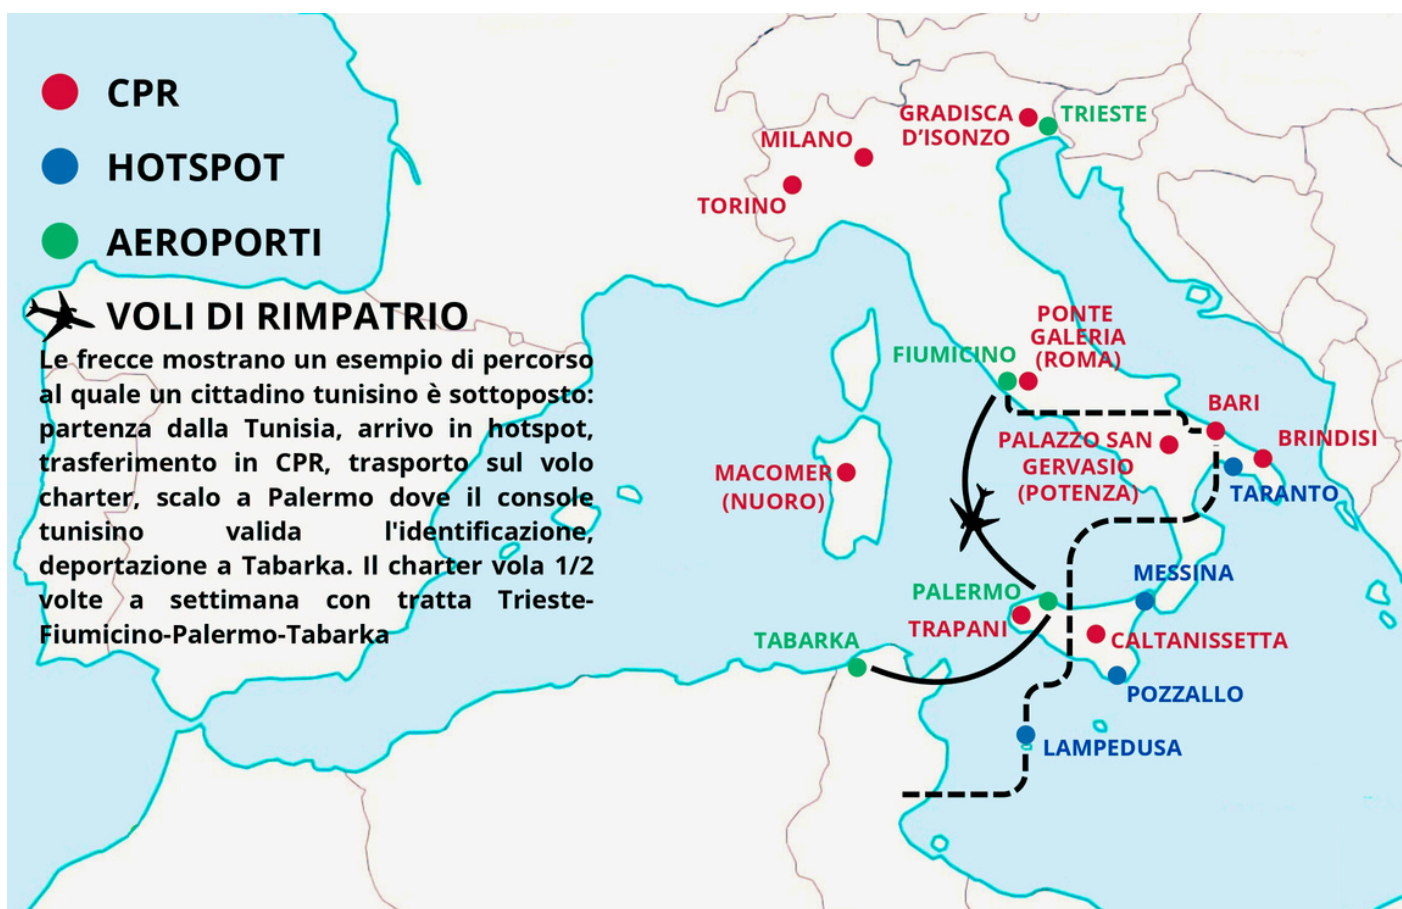 CPR
HOTSPOT
AEROPORTI
VOLI DI RIMPATRIO
Le frecce mostrano un esempio di percorso
al quale un cittadino tunisino è sottoposto:
partenza dalla Tunisia, arrivo in hotspot,
trasferimento in CPR, trasporto sul volo
charter, scalo a Palermo dove il console
tunisino valida l'identificazione,
deportazione a Tabarka. Il charter vola 1/2
volte a settimana con tratta Trieste-
Fiumicino-Palermo-Tabarka
GRADISCA
D'ISONZO
TRIESTE
MILANO
TORINO
PONTE
GALERIA
(ROMA)
FIUMICINO
BARI
BRINDISI
PALAZZO SAN
GERVASIO
(POTENZA)
MACOMER
(NUORO)
TARANTO
MESSINA
PALERMO
TRAPANI
CALTANISSETTA
TABARKA
POZZALLO
LAMPEDUSA